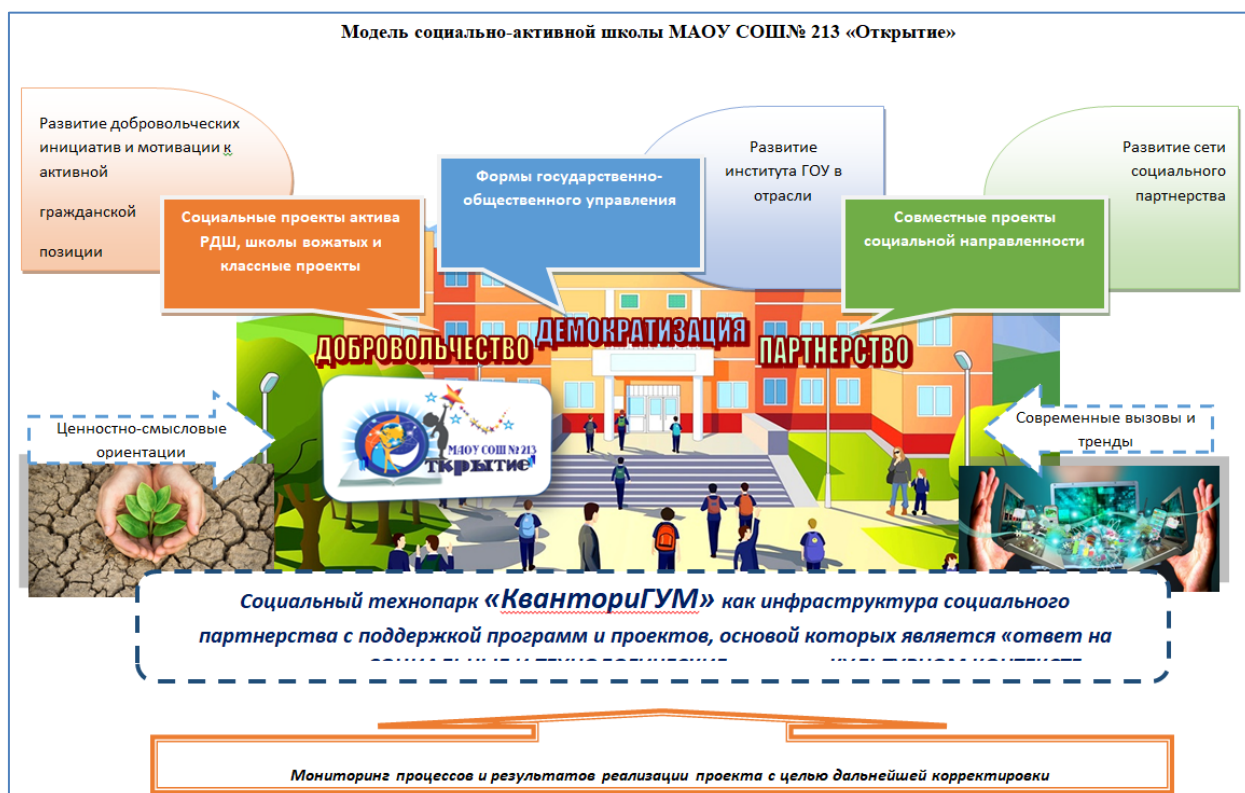 Модель социально-активной школы МАОУ СОШ№ 213 «Открытие»
Развитие добровольческих
инициатив и мотивации к
активной
гражданской
позиции
Социальные проекты актива
РДШ, школы вожатых и
классные проекты
Формы государственно-
общественного управления
Развитие
института ГОУ в
отрасли
Совместные проекты
социальной направленности
Развитие сети
социального
партнерства
ДОБРОВОЛЬЧЕСТВО
ДЕМОКРАТИЗАЦИЯ
ПАРТНЕРСТВО
Ценностно-смысловые
ориентации
МАОУ СОШ №213
ткрытие
Современные вызовы и
тренды
Социальный технопарк «КванториГУМ» как инфраструктура социального
партнерства с поддержкой программ и проектов, основой которых является «ответ на
Мониторинг процессов и результатов реализации проекта с целью дальнейшей корректировки